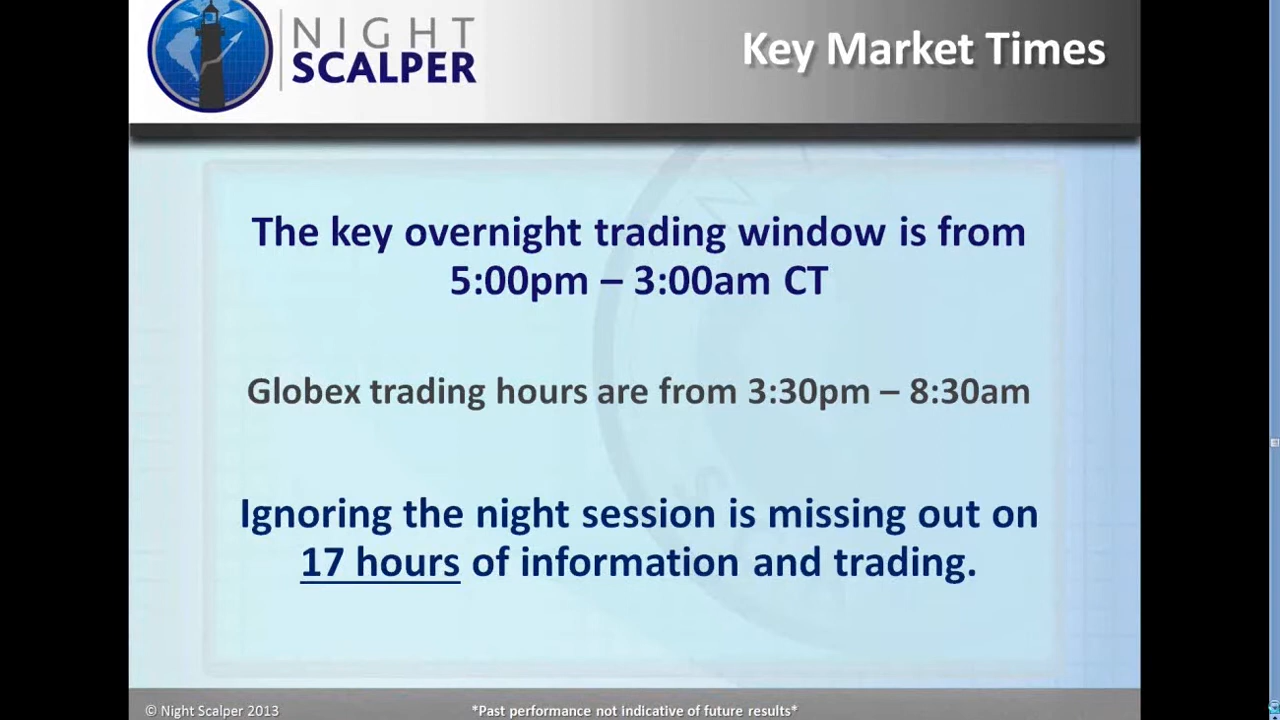 NIGHT
SCALPER
Key Market Times
The key overnight trading window is from
5:00pm – 3:00am CT
Globex trading hours are from 3:30pm – 8:30am
Ignoring the night session is missing out on
17 hours of information and trading.
© Night Scalper 2013
*Past performance not indicative of future results*